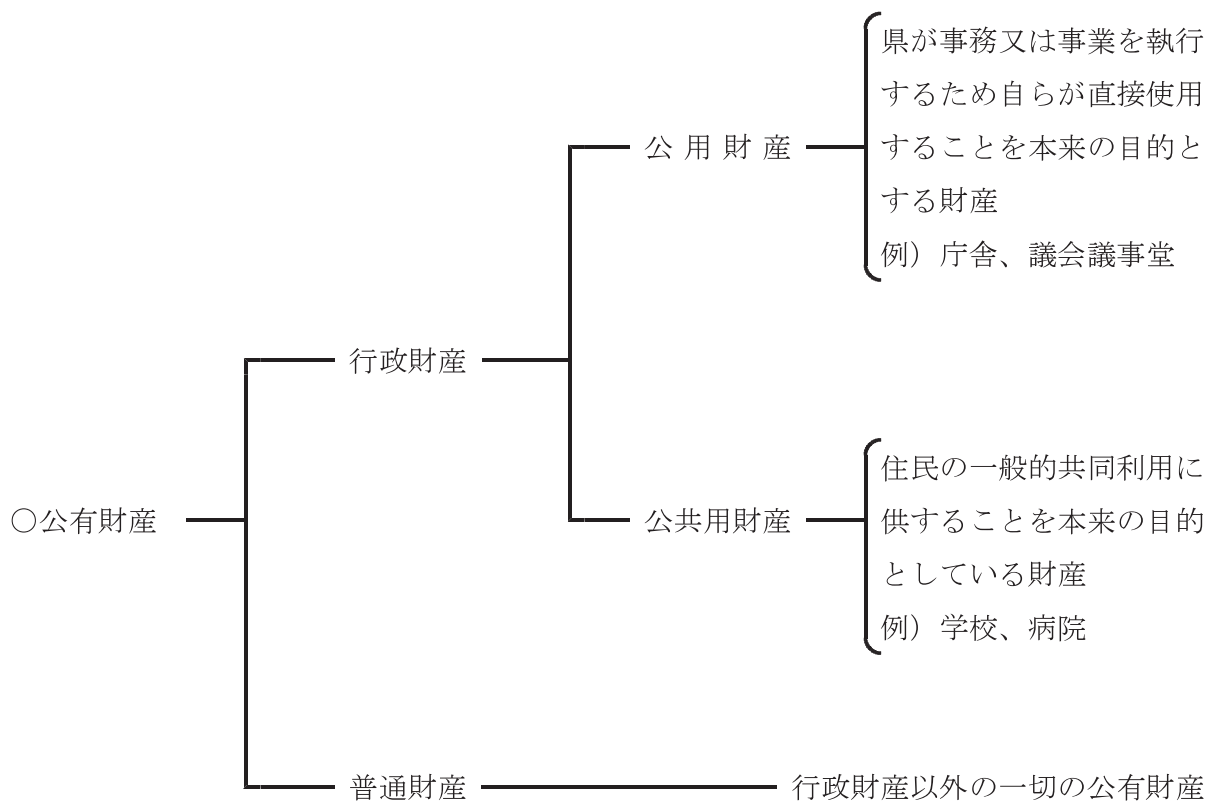 県が事務又は事業を執行
するため自らが直接使用
公用財産
することを本来の目的と
する財産
例）庁舎、議会議事堂
行政財産
住民の一般的共同利用に
○公有財産
公共用財産
供することを本来の目的
としている財産
例）学校、病院
普通財産
行政財産以外の一切の公有財産